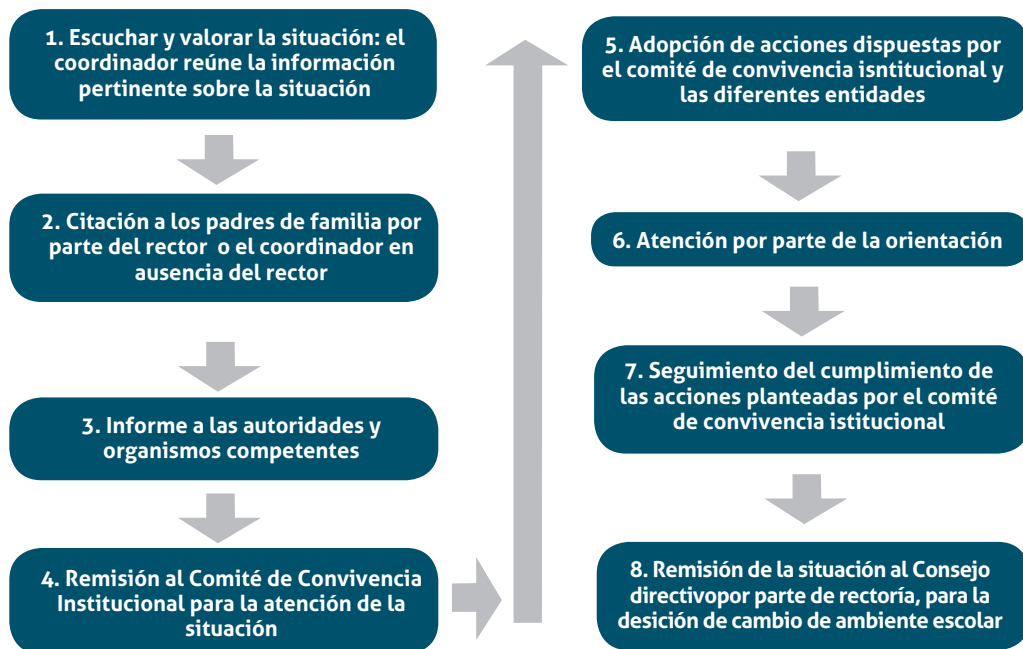 1. Escuchar y valorar la situación: el
coordinador reúne la información
pertinente sobre la situación
2. Citación a los padres de familia por
parte del rector o el coordinador en
ausencia del rector
3. Informe a las autoridades y
organismos competentes
4. Remisión al Comité de Convivencia
Institucional para la atención de la
situación
5. Adopción de acciones dispuestas por
el comité de convivencia isntitucional y
las diferentes entidades
6. Atención por parte de la orientación
7. Seguimiento del cumplimiento de
las acciones planteadas por el comité
de convivencia istitucional
8. Remisión de la situación al Consejo
directivopor parte de rectoría, para la
desición de cambio de ambiente escolar